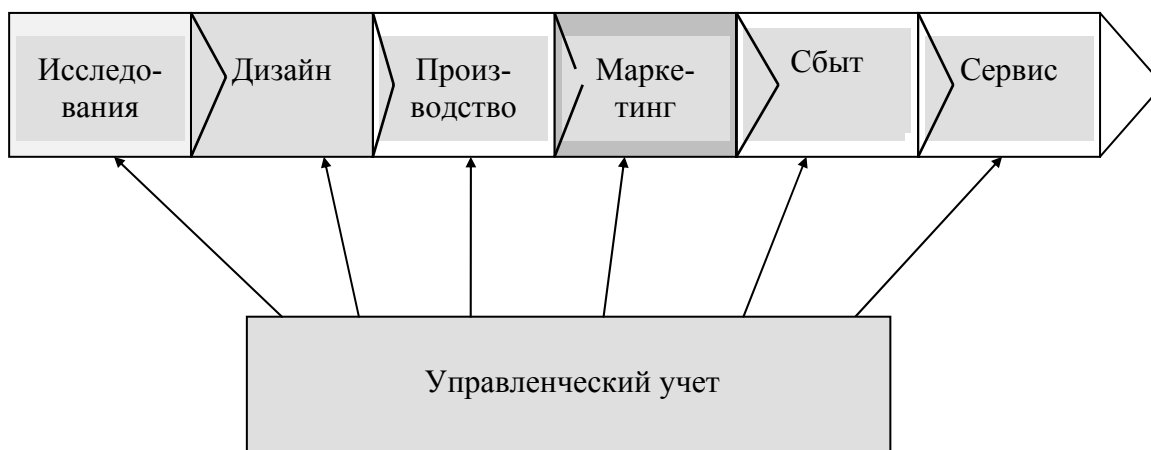 Исследо-
вания
Дизайн
Произ-
водство
Марке-
тинг
Сбыт
Сервис
Управленческий учет